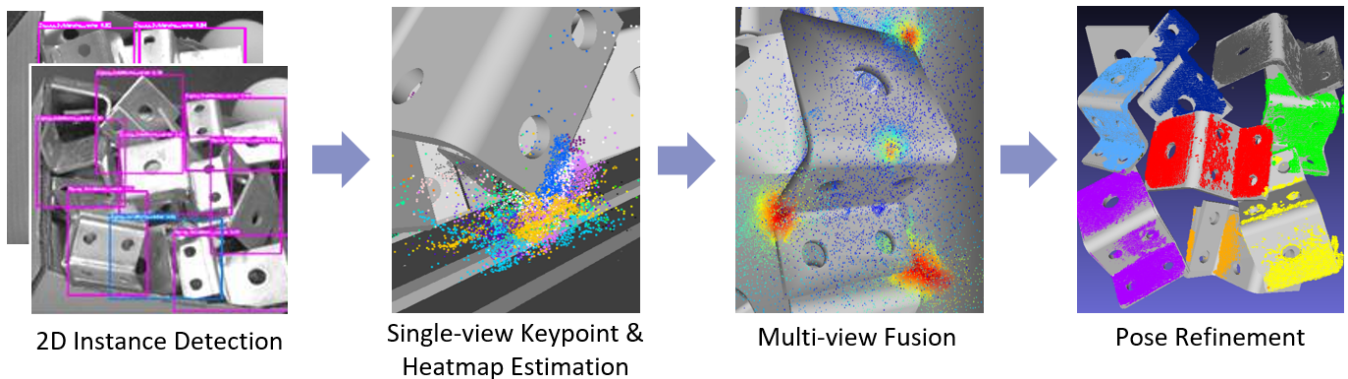 2D Instance Detection
Single-view Keypoint &
Heatmap Estimation
Multi-view Fusion
Pose Refinement